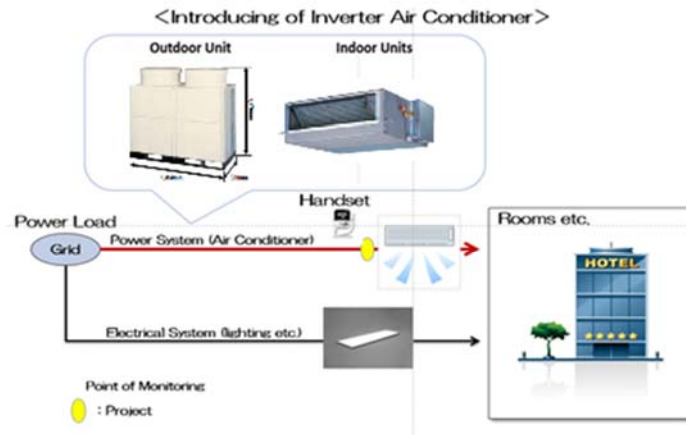 <Introducing of Inverter Air Conditioner>
Outdoor Unit
Indoor Units
Handset
Power Load
Rooms etc.
Grid
Power System (Air Conditioner)
HOTEL
Electrical System (lighting etc.)
Point of Monitoring
: Project